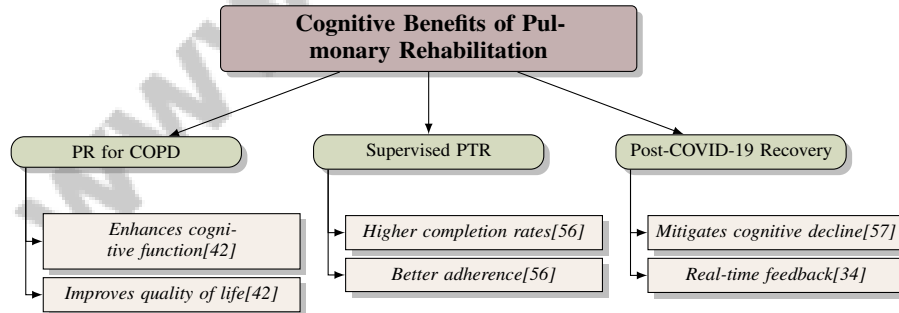 Cognitive Benefits of Pul-
monary Rehabilitation
PR for COPD
Supervised PTR
Post-COVID-19 Recovery
Enhances cogni-
tive function[42]
Improves quality of life[42]
Higher completion rates[56]
Better adherence[56]
Mitigates cognitive decline[57]
Real-time feedback[34]